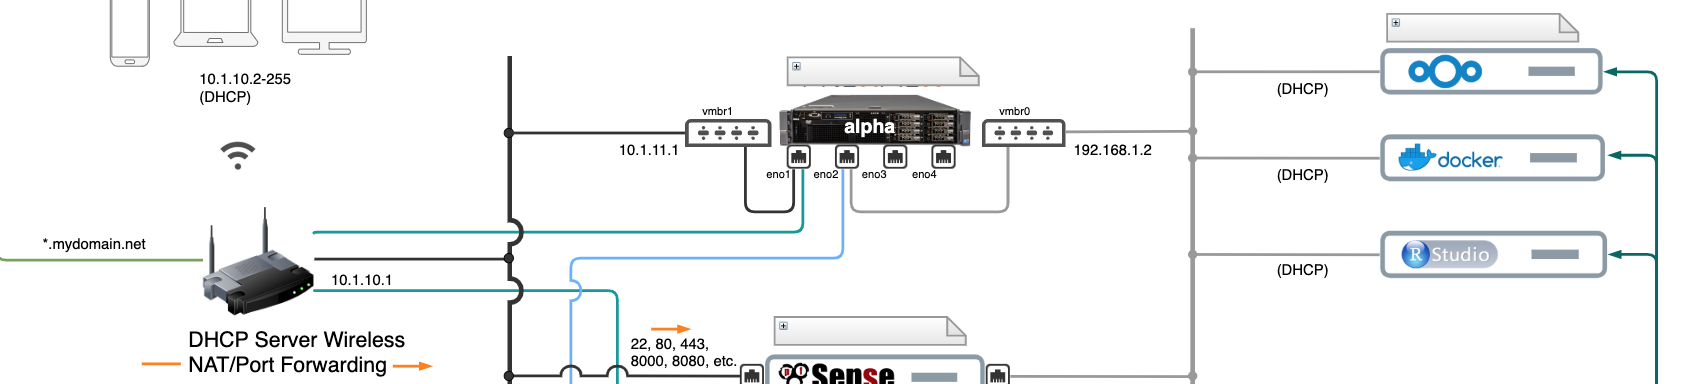 10.1.10.2-255
(DHCP)
*.mydomain.net
10.1.10.1
DHCP Server Wireless
NAT/Port Forwarding
vmbr1
10.1.11.1
alpha
eno1
eno2
eno3
eno4
vmbr0
192.168.1.2
22, 80, 443,
8000, 8080, etc.
pf Sense
(DHCP)
(DHCP)
docker
(DHCP)
R Studio